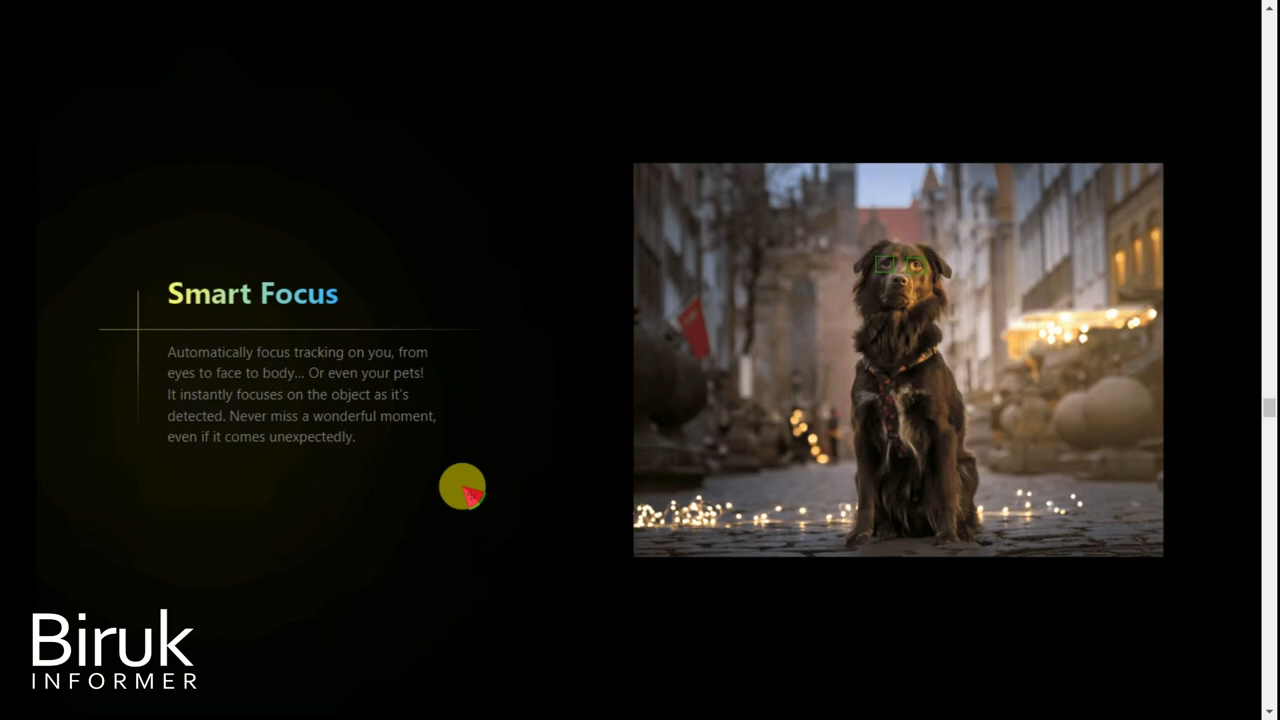 Smart Focus
Automatically focus tracking on you, from
eyes to face to body... Or even your pets!
It instantly focuses on the object as it's
detected. Never miss a wonderful moment,
even if it comes unexpectedly.
Biruk
INFORMER